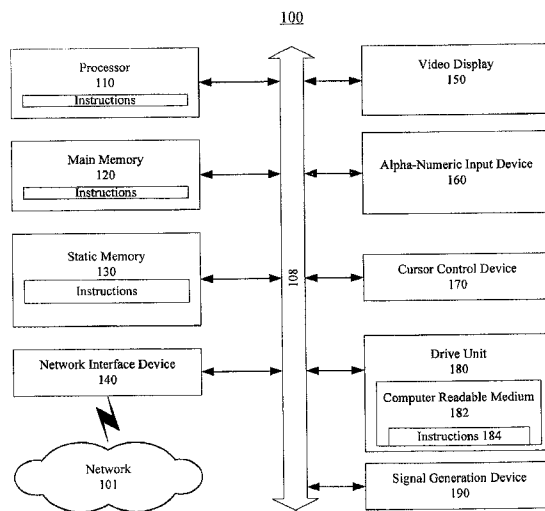 100
Processor
110
Instructions
Main Memory
120
Instructions
Static Memory
130
Instructions
Network Interface Device
140
Network
101
108
Video Display
150
Alpha-Numeric Input Device
160
Cursor Control Device
170
Drive Unit
180
Computer Readable Medium
182
Instructions 184
Signal Generation Device
190